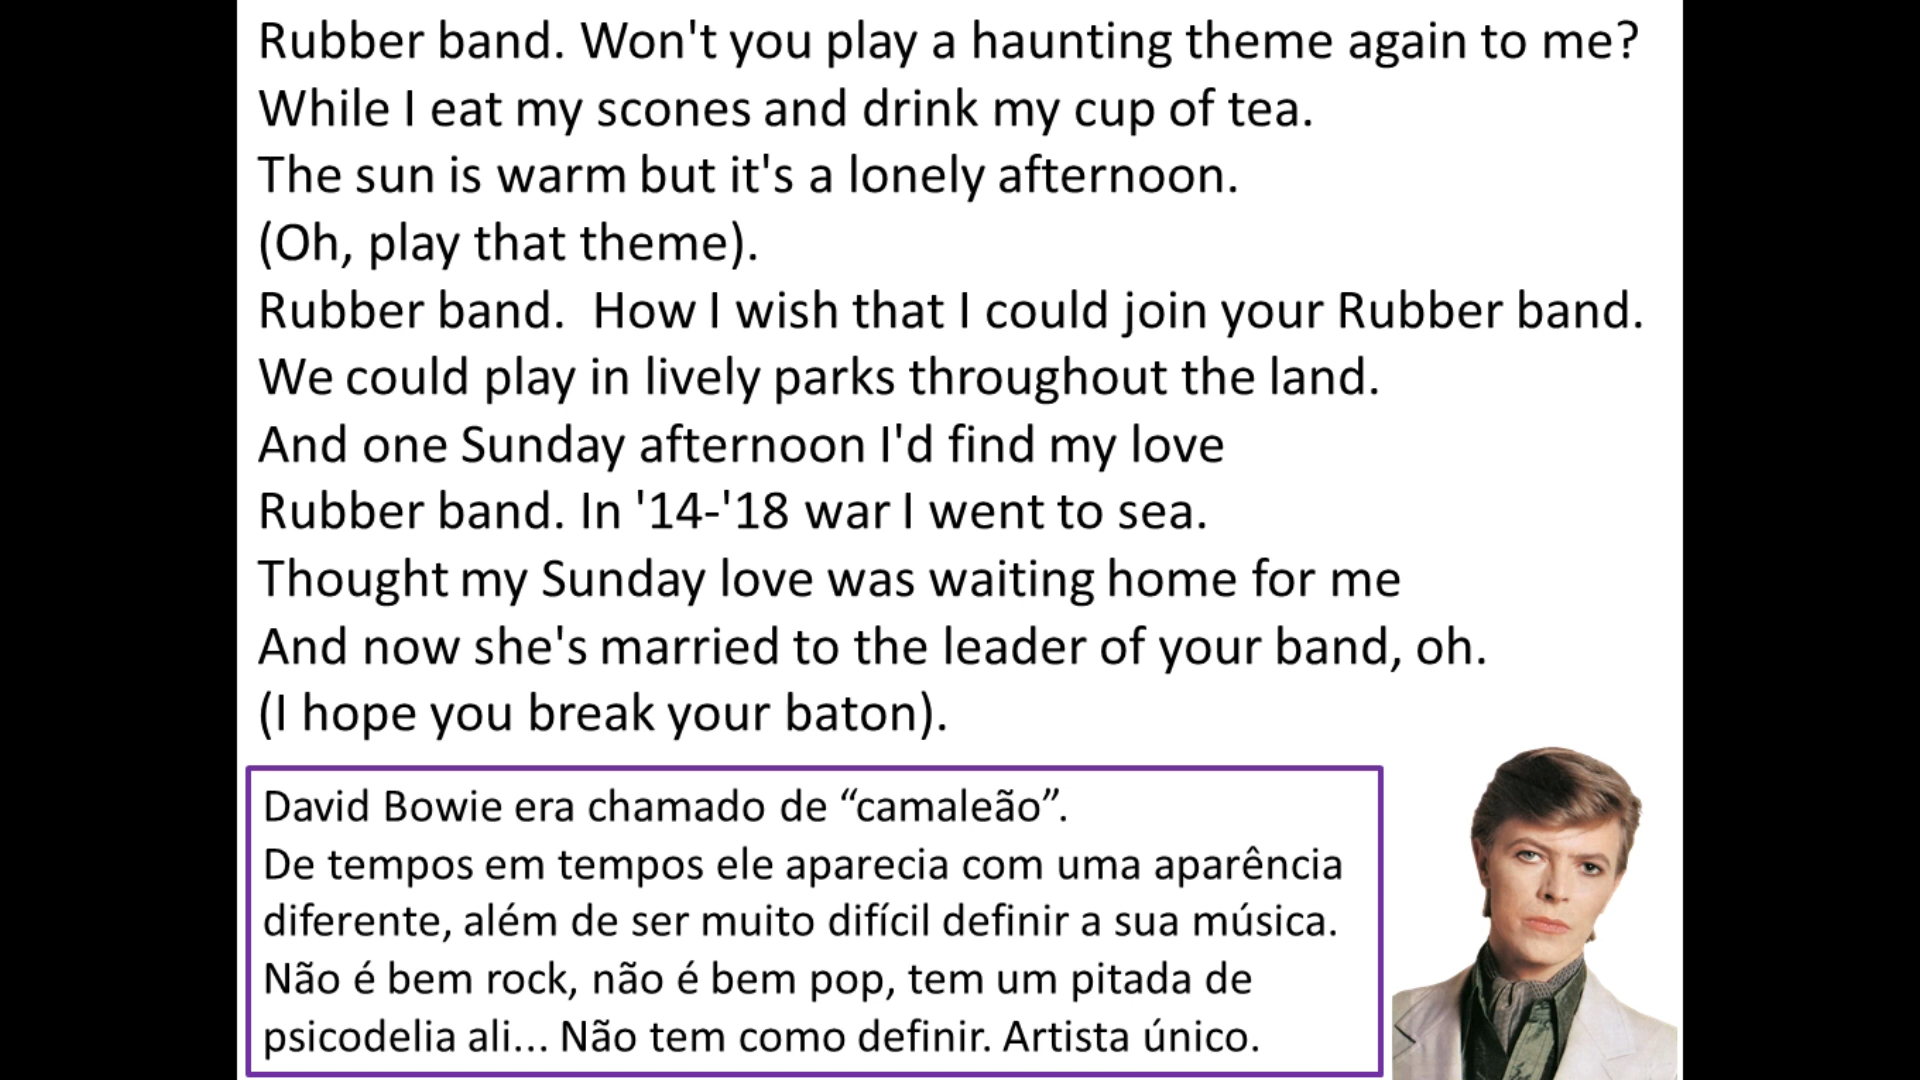 Rubber band. Won't you play a haunting theme again to me?
While I eat my scones and drink my cup of tea.
The sun is warm but it's a lonely afternoon.
(Oh, play that theme).
Rubber band.  How I wish that I could join your Rubber band.
We could play in lively parks throughout the land.
And one Sunday afternoon I'd find my love
Rubber band. In '14-'18 war I went to sea.
Thought my Sunday love was waiting home for me
And now she's married to the leader of your band, oh.
(I hope you break your baton).
David Bowie era chamado de “camaleão”.
De tempos em tempos ele aparecia com uma aparência
diferente, além de ser muito difícil definir a sua música.
Não é bem rock, não é bem pop, tem um pitada de
psicodelia ali... Não tem como definir. Artista único.